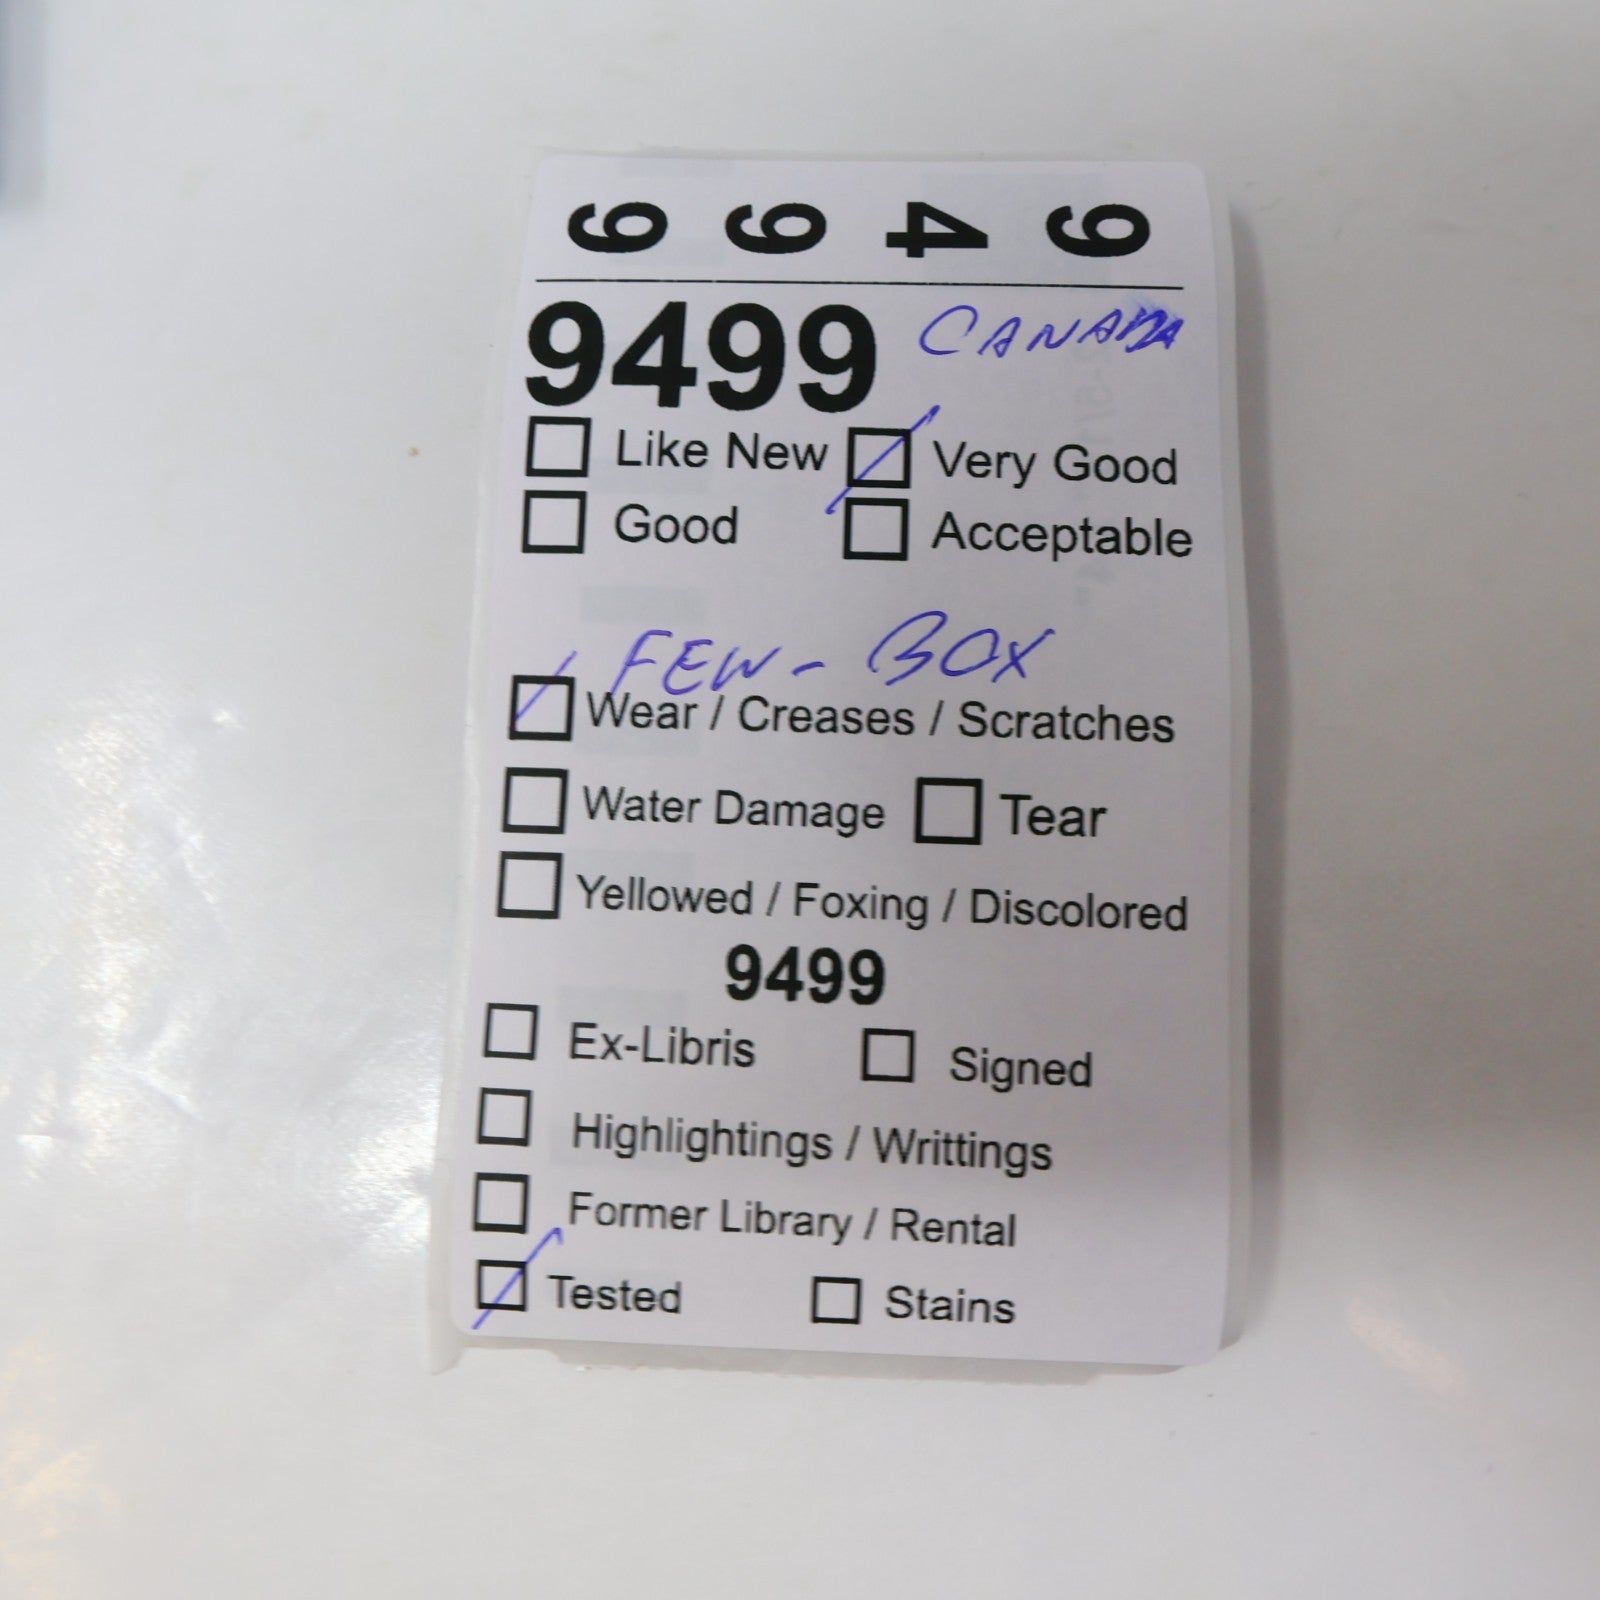 9 9 4 9
9499 CANADA
Like New Very Good
Good Acceptable
FEW - BOX
Wear / Creases / Scratches
Water Damage Tear
Yellowed / Foxing / Discolored
9499
Ex-Libris Signed
Highlightings / Writtings
Former Library / Rental
Tested Stains